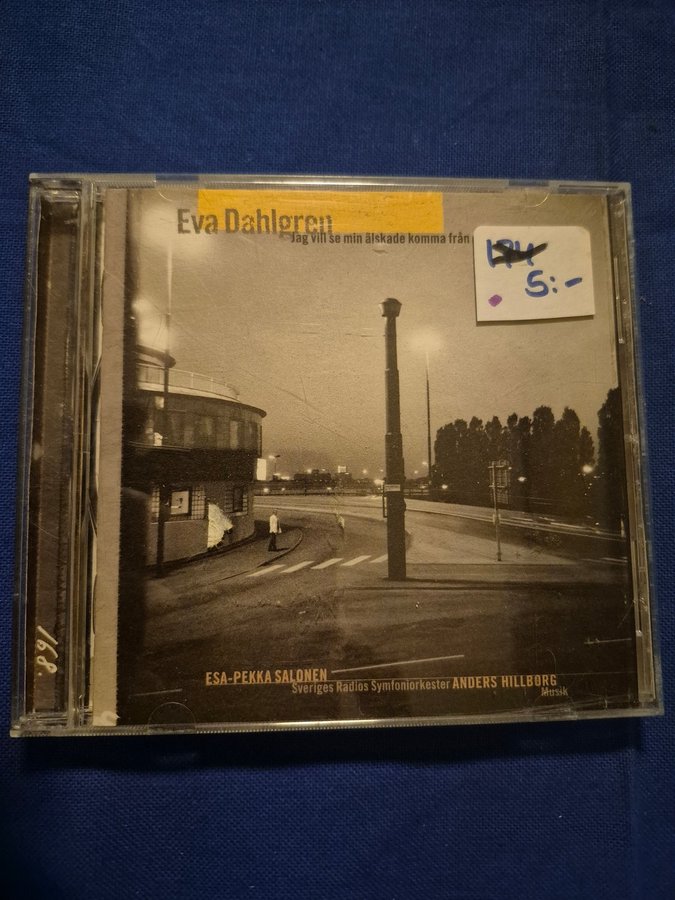 Eva Dahlgren
Jag vill se min älskade komma från
5:-
ESA-PEKKA SALONEN
Sveriges Radios Symfoniorkester ANDERS HILLBORG
Musik
168.